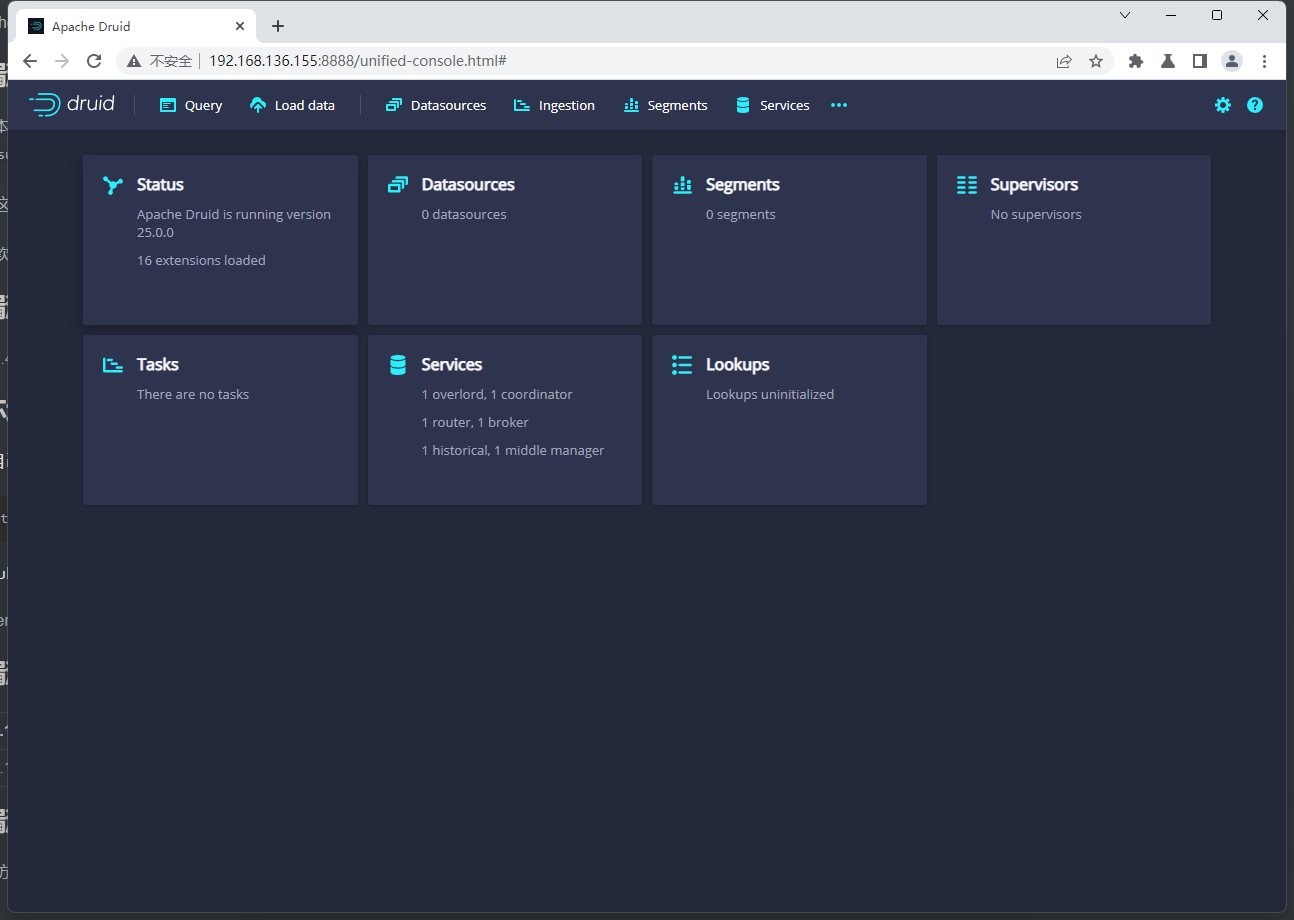 Apache Druid
不安全 192.168.136.155:8888/unified-console.html#
druid Query Load data Datasources Ingestion Segments Services
Status
Apache Druid is running version
25.0.0
16 extensions loaded
Datasources
0 datasources
Segments
0 segments
Supervisors
No supervisors
Tasks
There are no tasks
Services
1 overlord, 1 coordinator
1 router, 1 broker
1 historical, 1 middle manager
Lookups
Lookups uninitialized